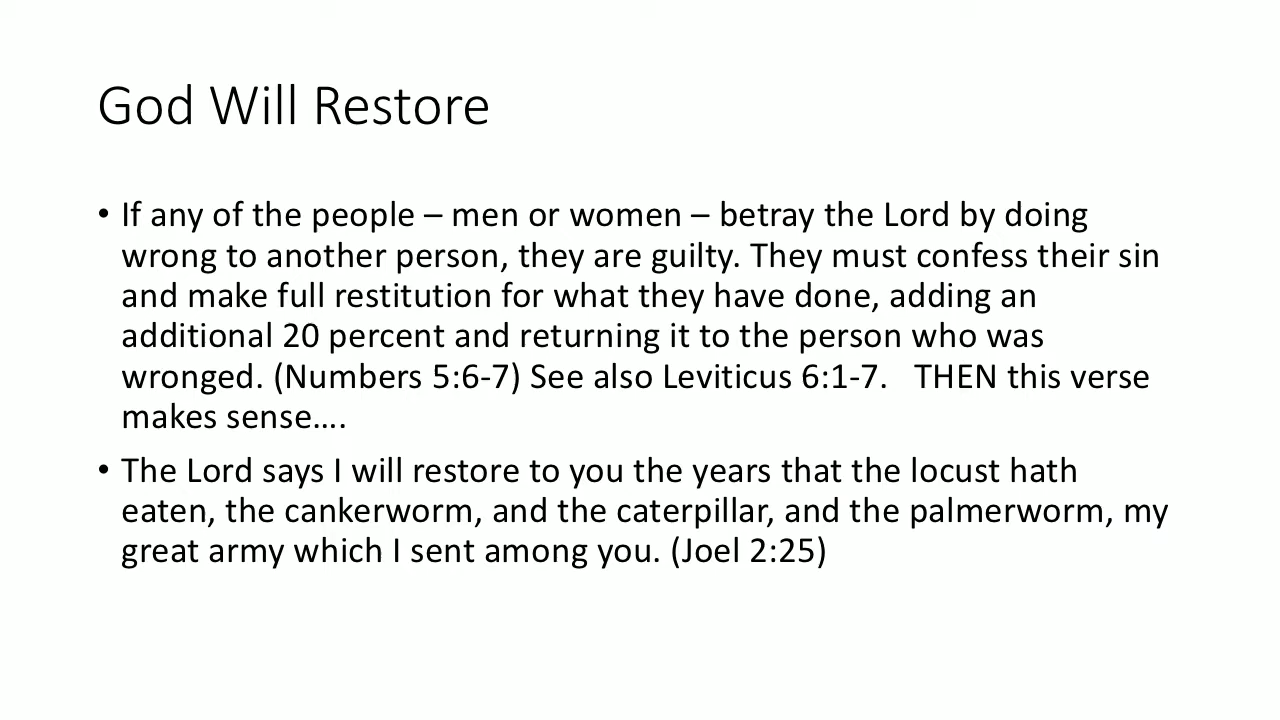 God Will Restore
• If any of the people – men or women – betray the Lord by doing
wrong to another person, they are guilty. They must confess their sin
and make full restitution for what they have done, adding an
additional 20 percent and returning it to the person who was
wronged. (Numbers 5:6-7) See also Leviticus 6:1-7.   THEN this verse
makes sense….
• The Lord says I will restore to you the years that the locust hath
eaten, the cankerworm, and the caterpillar, and the palmerworm, my
great army which I sent among you. (Joel 2:25)